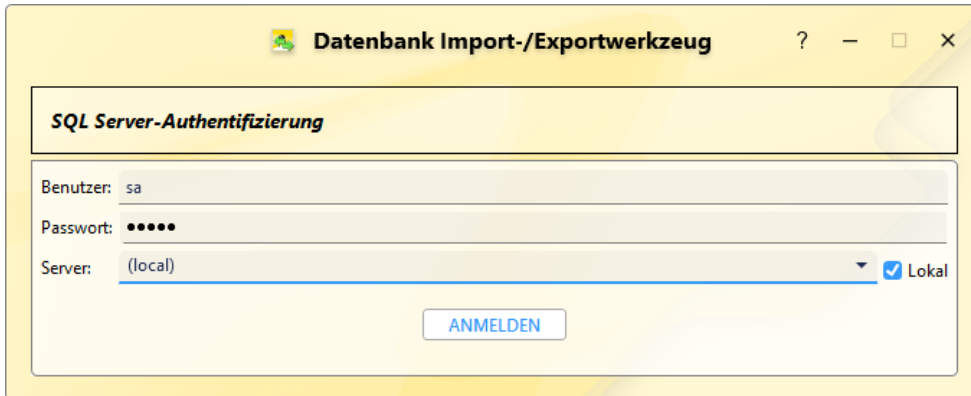 Datenbank Import-/Exportwerkzeug ?
SQL Server-Authentifizierung
Benutzer: sa
Passwort: •••••
Server: (local) Lokal
ANMELDEN